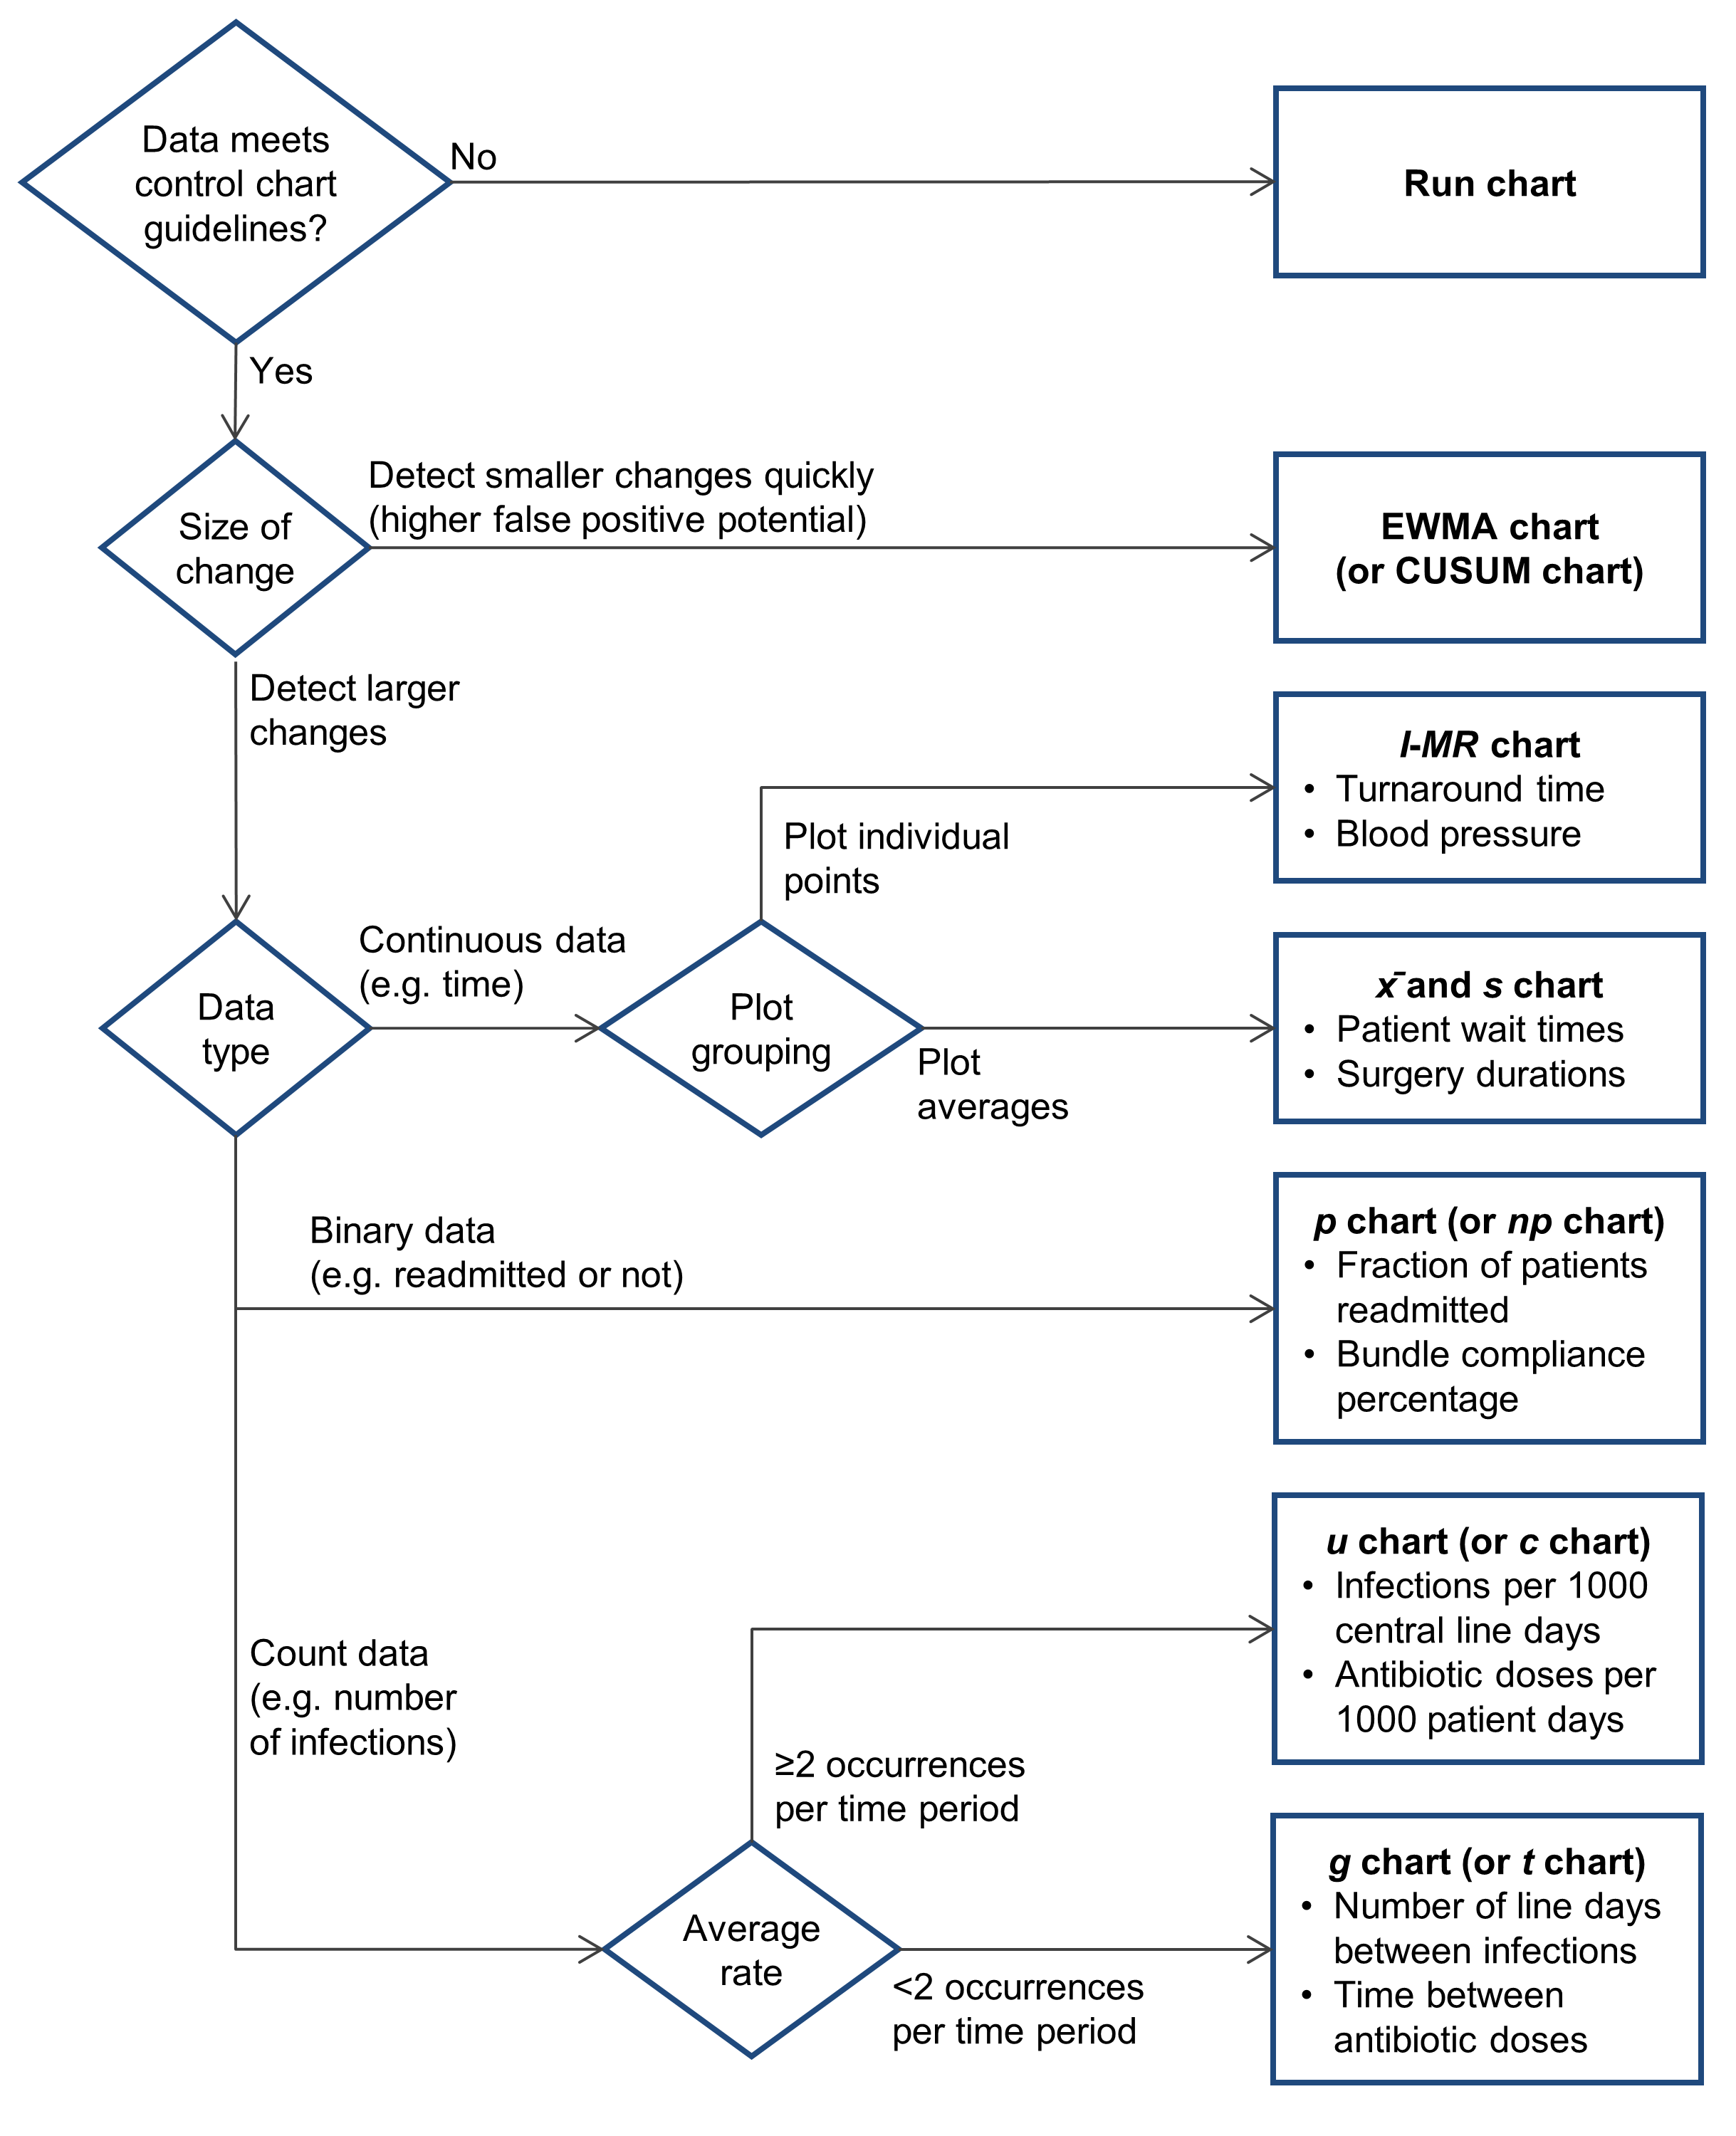 Data meets
control chart
guidelines?
No
Run chart
Yes
Size of
change
Detect smaller changes quickly
(higher false positive potential)
EWMA chart
(or CUSUM chart)
Detect larger
changes
I-MR chart
• Turnaround time
• Blood pressure
Plot individual
points
Data
type
Continuous data
(e.g. time)
Plot
grouping
Plot
averages
x̄ and s chart
• Patient wait times
• Surgery durations
Binary data
(e.g. readmitted or not)
p chart (or np chart)
• Fraction of patients
readmitted
• Bundle compliance
percentage
Count data
(e.g. number
of infections)
u chart (or c chart)
• Infections per 1000
central line days
• Antibiotic doses per
1000 patient days
≥2 occurrences
per time period
Average
rate
<2 occurrences
per time period
g chart (or t chart)
• Number of line days
between infections
• Time between
antibiotic doses